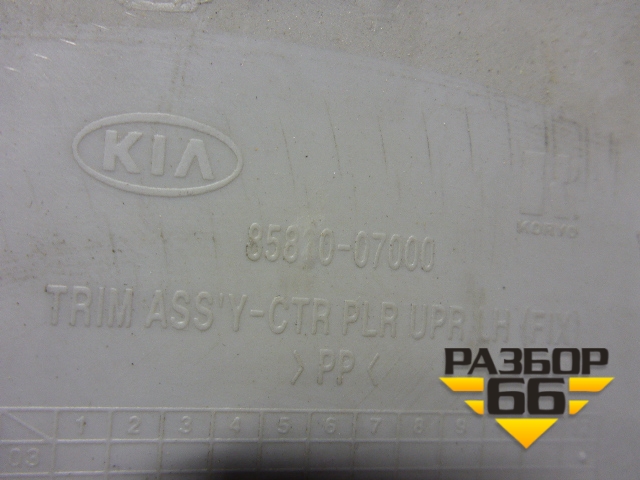 KIA
KORYO
-07000
TRIM ASS'Y-CTR PLR UPR LH (FIX)
>PP<
РАЗБОР
66
1 2 3 4 5 6 7 8 9
03